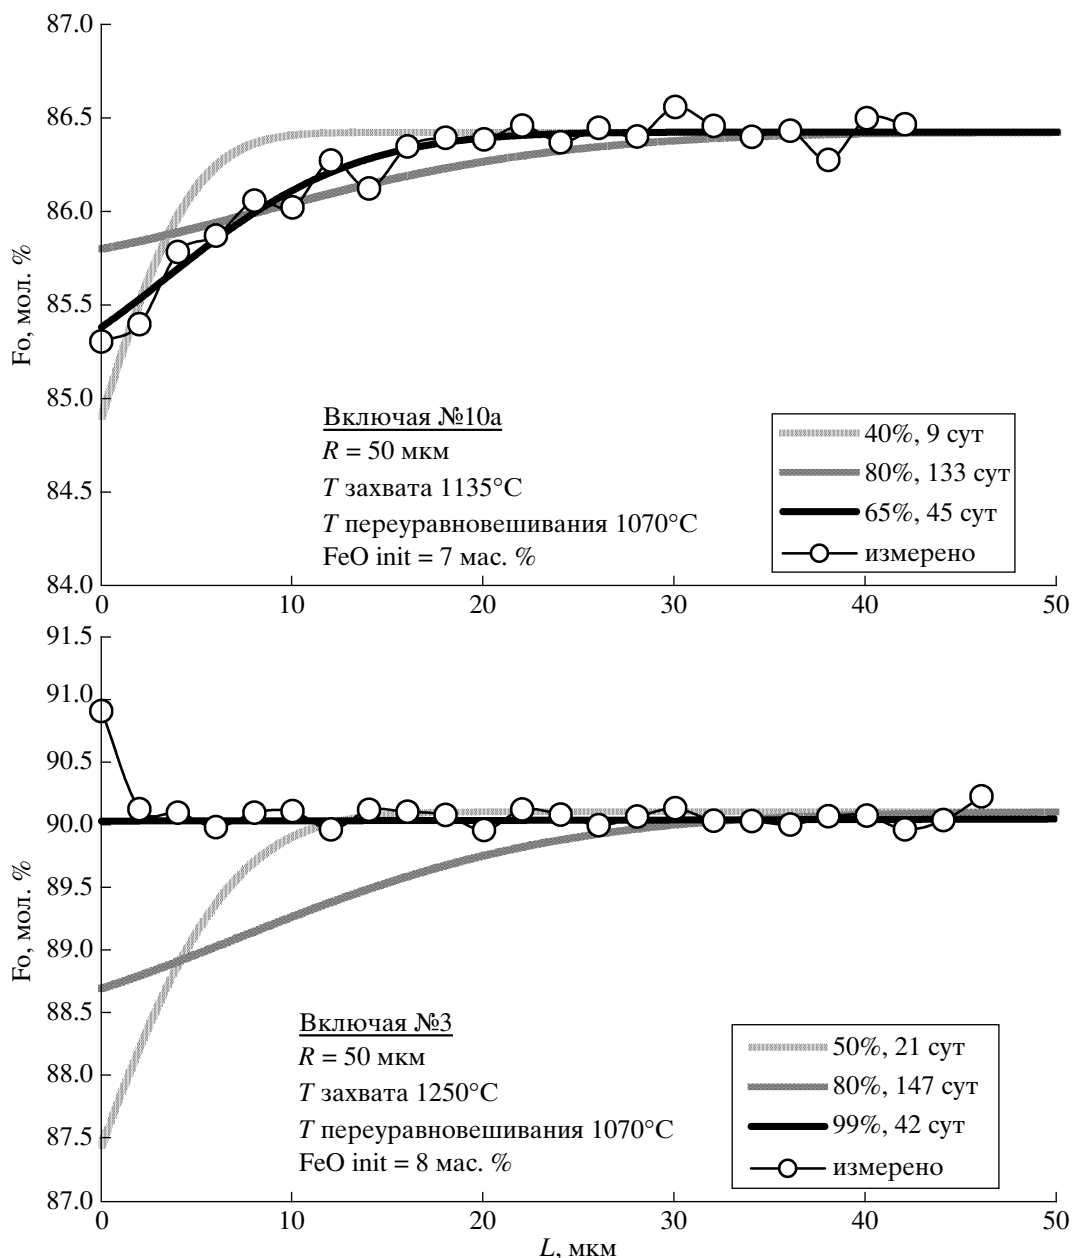 87.0
86.5
86.0
85.5
85.0
84.5
84.0
Fo, мол. %
Включая №10а
R = 50 мкм
T захвата 1135°C
T переуравновешивания 1070°C
FeO init = 7 мас. %
40%, 9 сут
80%, 133 сут
65%, 45 сут
измерено
0 10 20 30 40 50
91.5
91.0
90.5
90.0
89.5
89.0
88.5
88.0
87.5
87.0
Fo, мол. %
Включая №3
R = 50 мкм
T захвата 1250°C
T переуравновешивания 1070°C
FeO init = 8 мас. %
50%, 21 сут
80%, 147 сут
99%, 42 сут
измерено
0 10 20 30 40 50
L, мкм